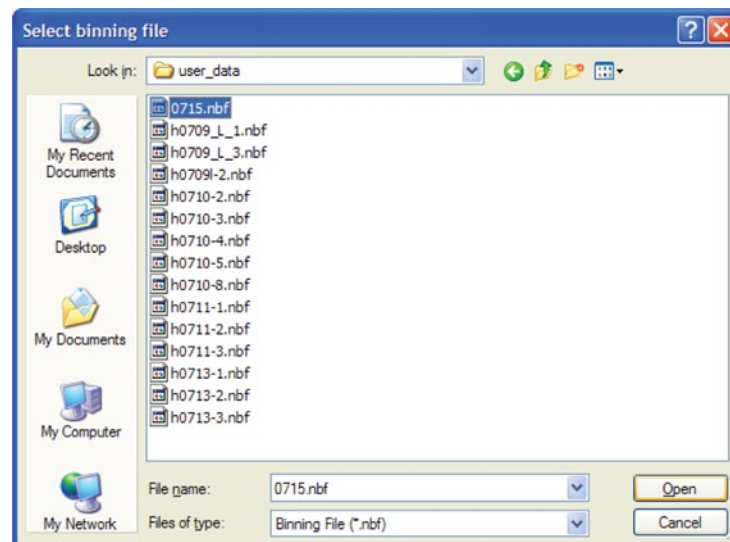 Select binning file
Look in:
user_data
My Recent
Documents
Desktop
My Documents
My Computer
My Network
0715.nbf
h0709_L_1.nbf
h0709_L_3.nbf
h0709l-2.nbf
h0710-2.nbf
h0710-3.nbf
h0710-4.nbf
h0710-5.nbf
h0710-8.nbf
h0711-1.nbf
h0711-2.nbf
h0711-3.nbf
h0713-1.nbf
h0713-2.nbf
h0713-3.nbf
File name:
0715.nbf
Open
Files of type:
Binning File (*.nbf)
Cancel